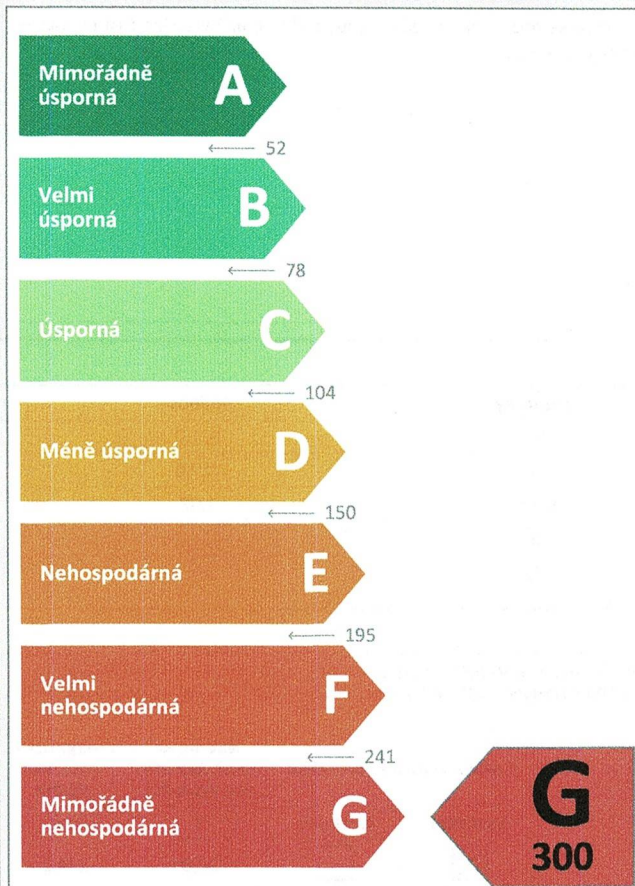 Mimořádně
úsporná
A
← 52
Velmi
úsporná
B
← 78
Úsporná
C
← 104
Méně úsporná
D
← 150
Nehospodárná
E
← 195
Velmi
nehospodárná
F
← 241
Mimořádně
nehospodárná
G
G
300